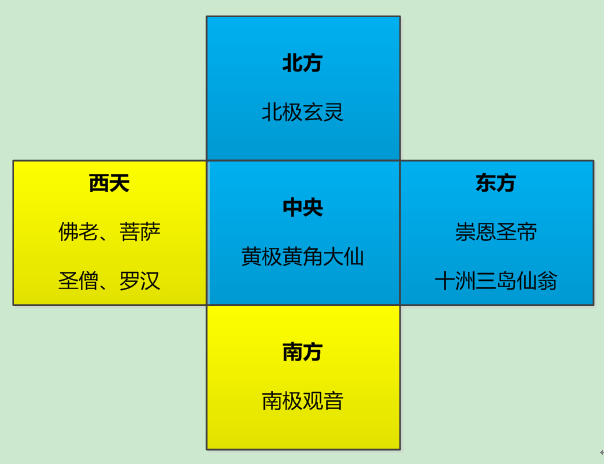 北方
北极玄灵
西天
佛老、菩萨
圣僧、罗汉
中央
黄极黄角大仙
东方
崇恩圣帝
十洲三岛仙翁
南方
南极观音